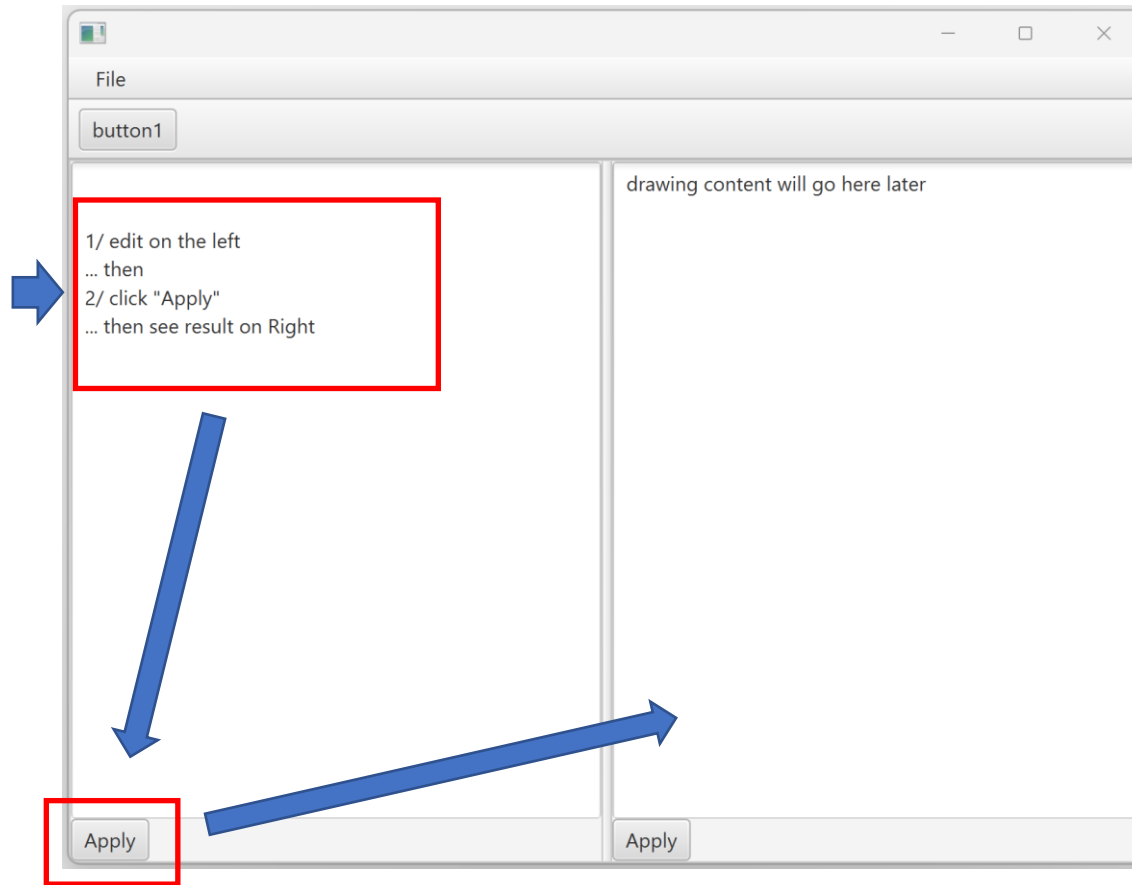 File
button1
1/ edit on the left
... then
2/ click "Apply"
... then see result on Right
Apply
drawing content will go here later
Apply